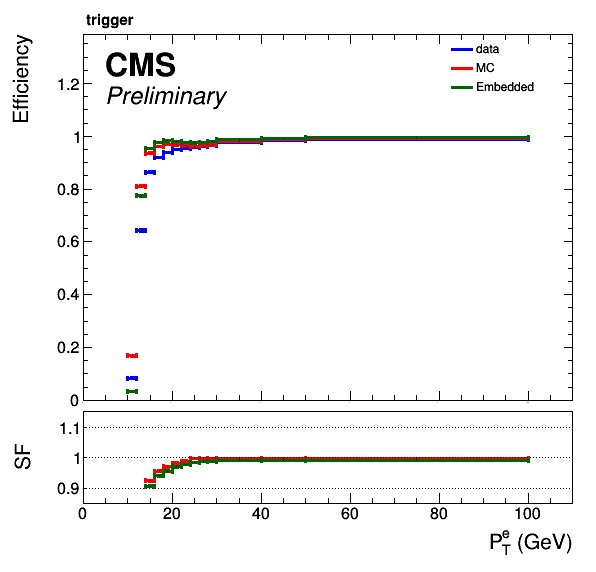 trigger
CMS
Preliminary
data
MC
Embedded
Efficiency
1.2
1
0.8
0.6
0.4
0.2
0
SF
1.1
1
0.9
0 20 40 60 80 100
P_T^e (GeV)